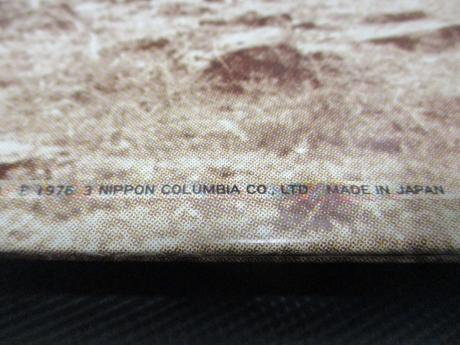 ℗ 1976 3 NIPPON COLUMBIA CO., LTD MADE IN JAPAN